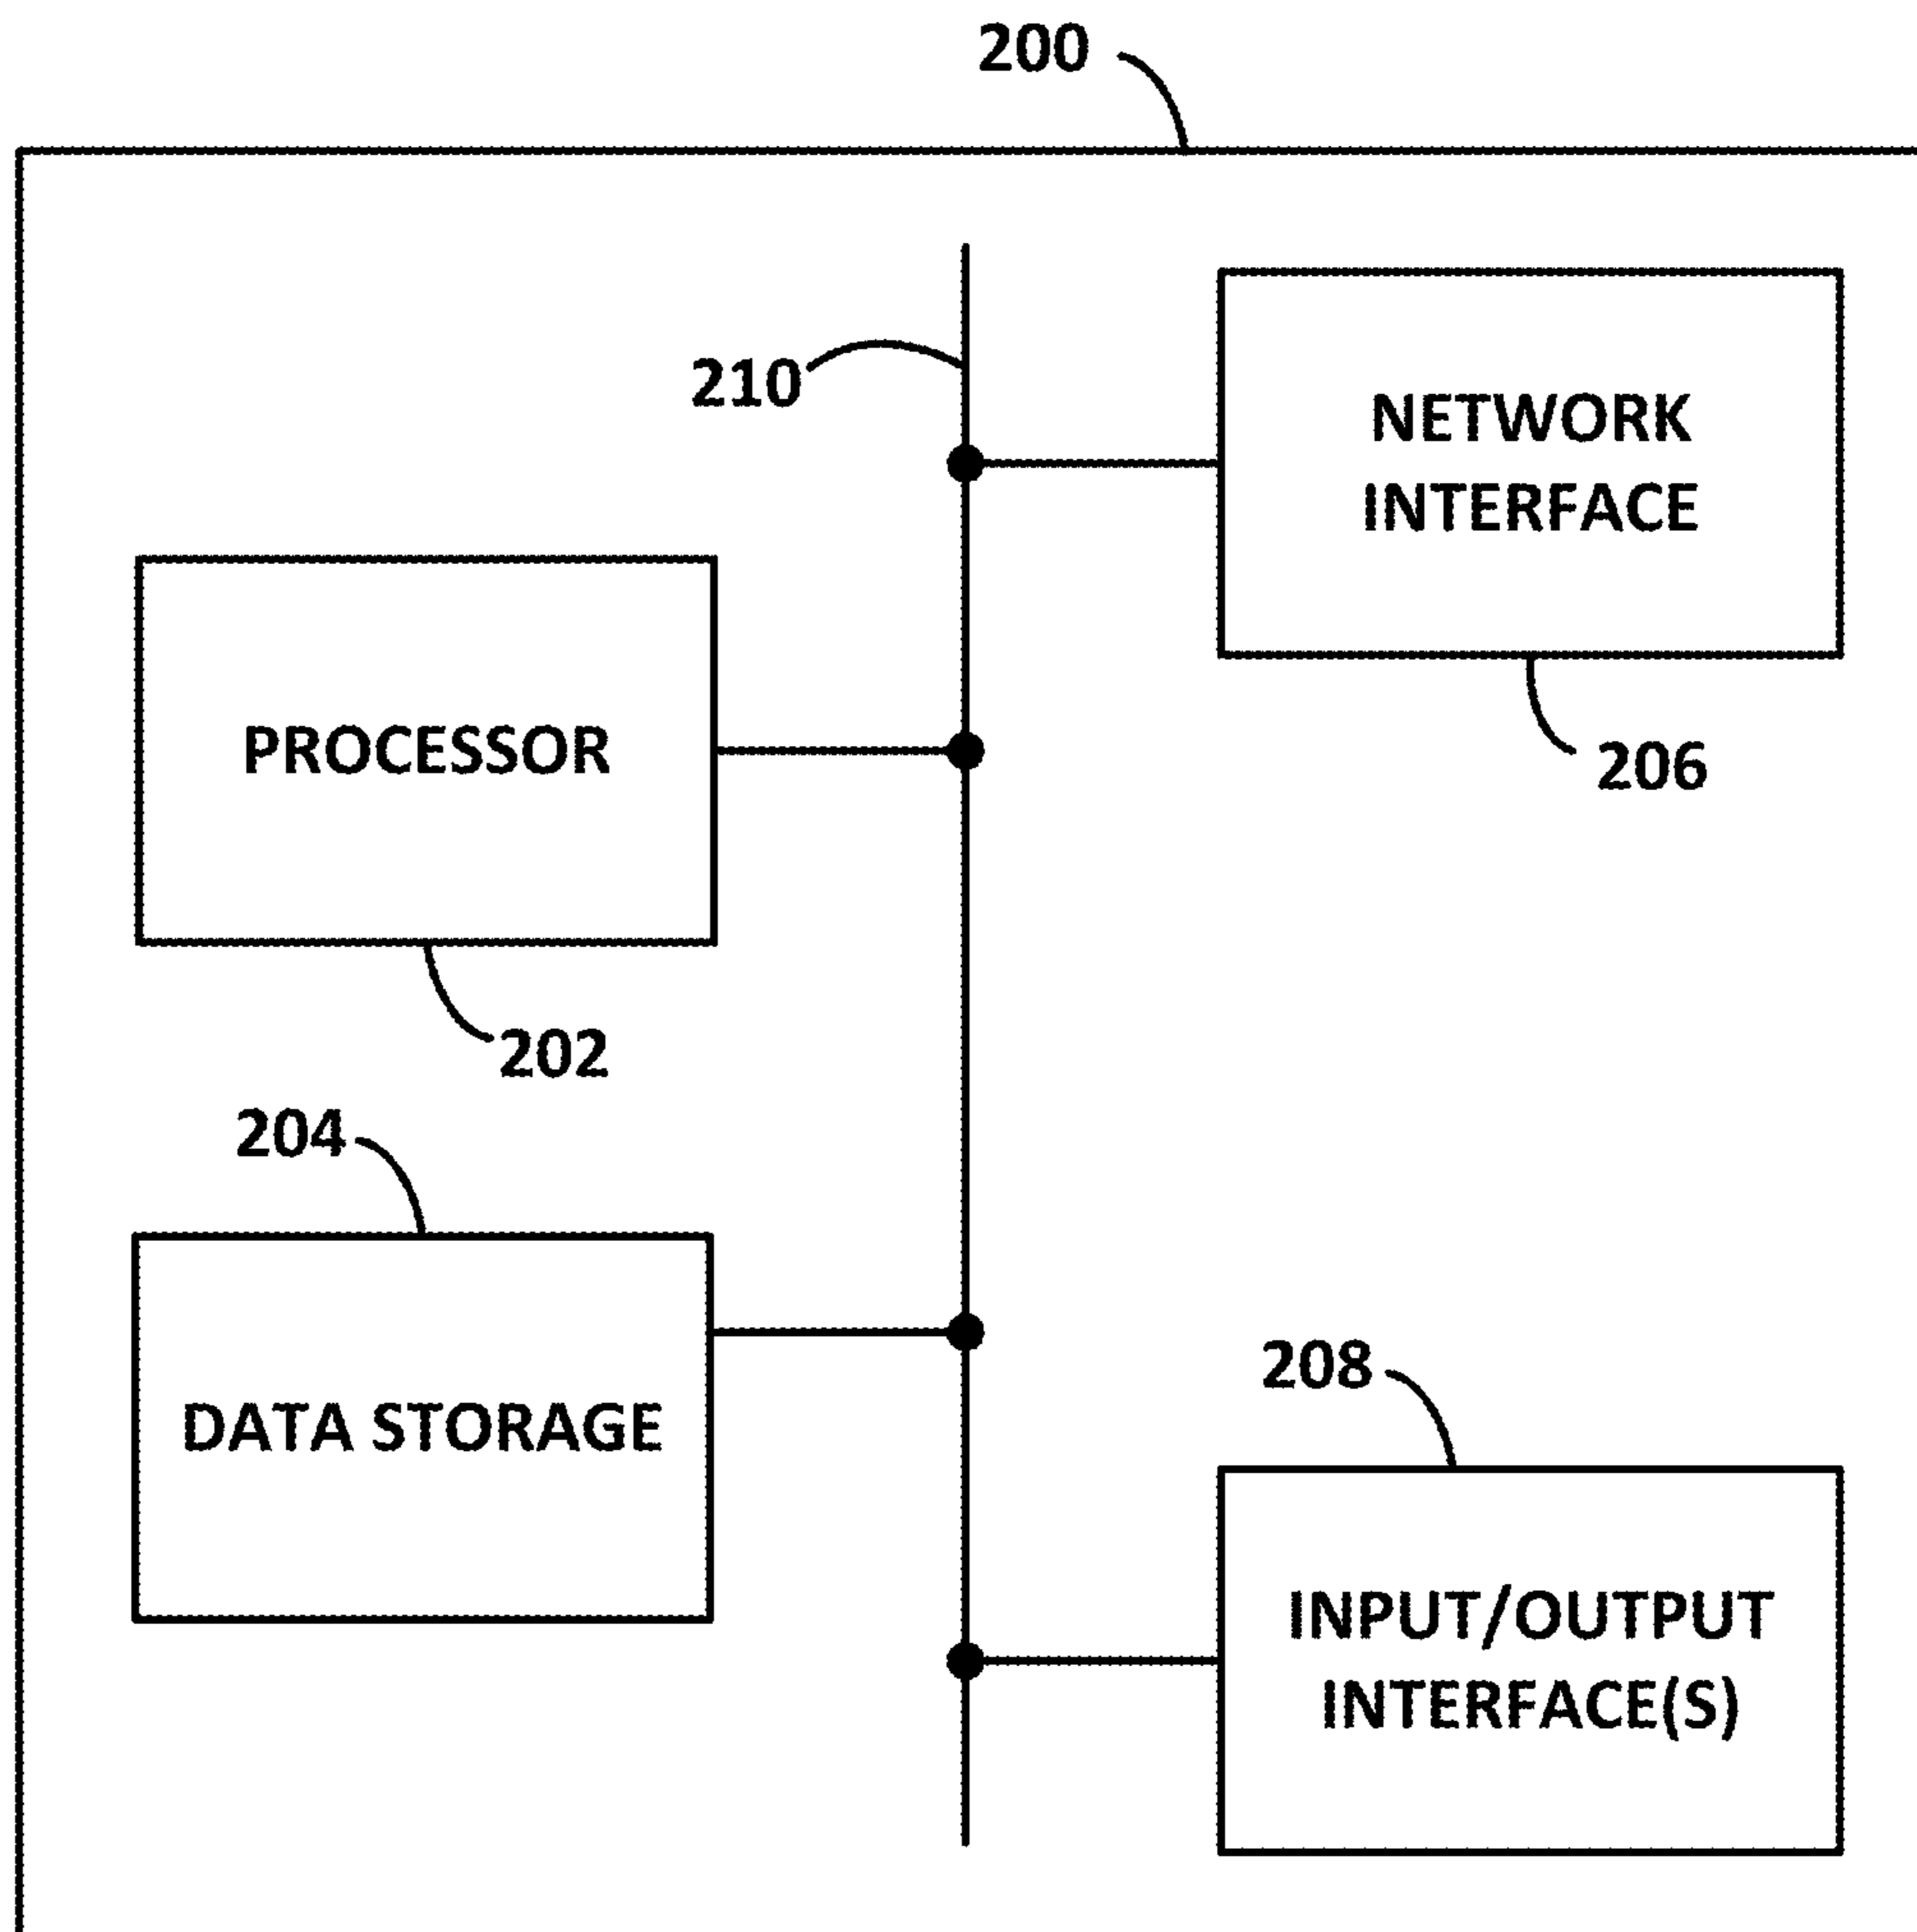 200
210
NETWORK
INTERFACE
PROCESSOR
206
202
204
208
DATA STORAGE
INPUT/OUTPUT
INTERFACE(S)